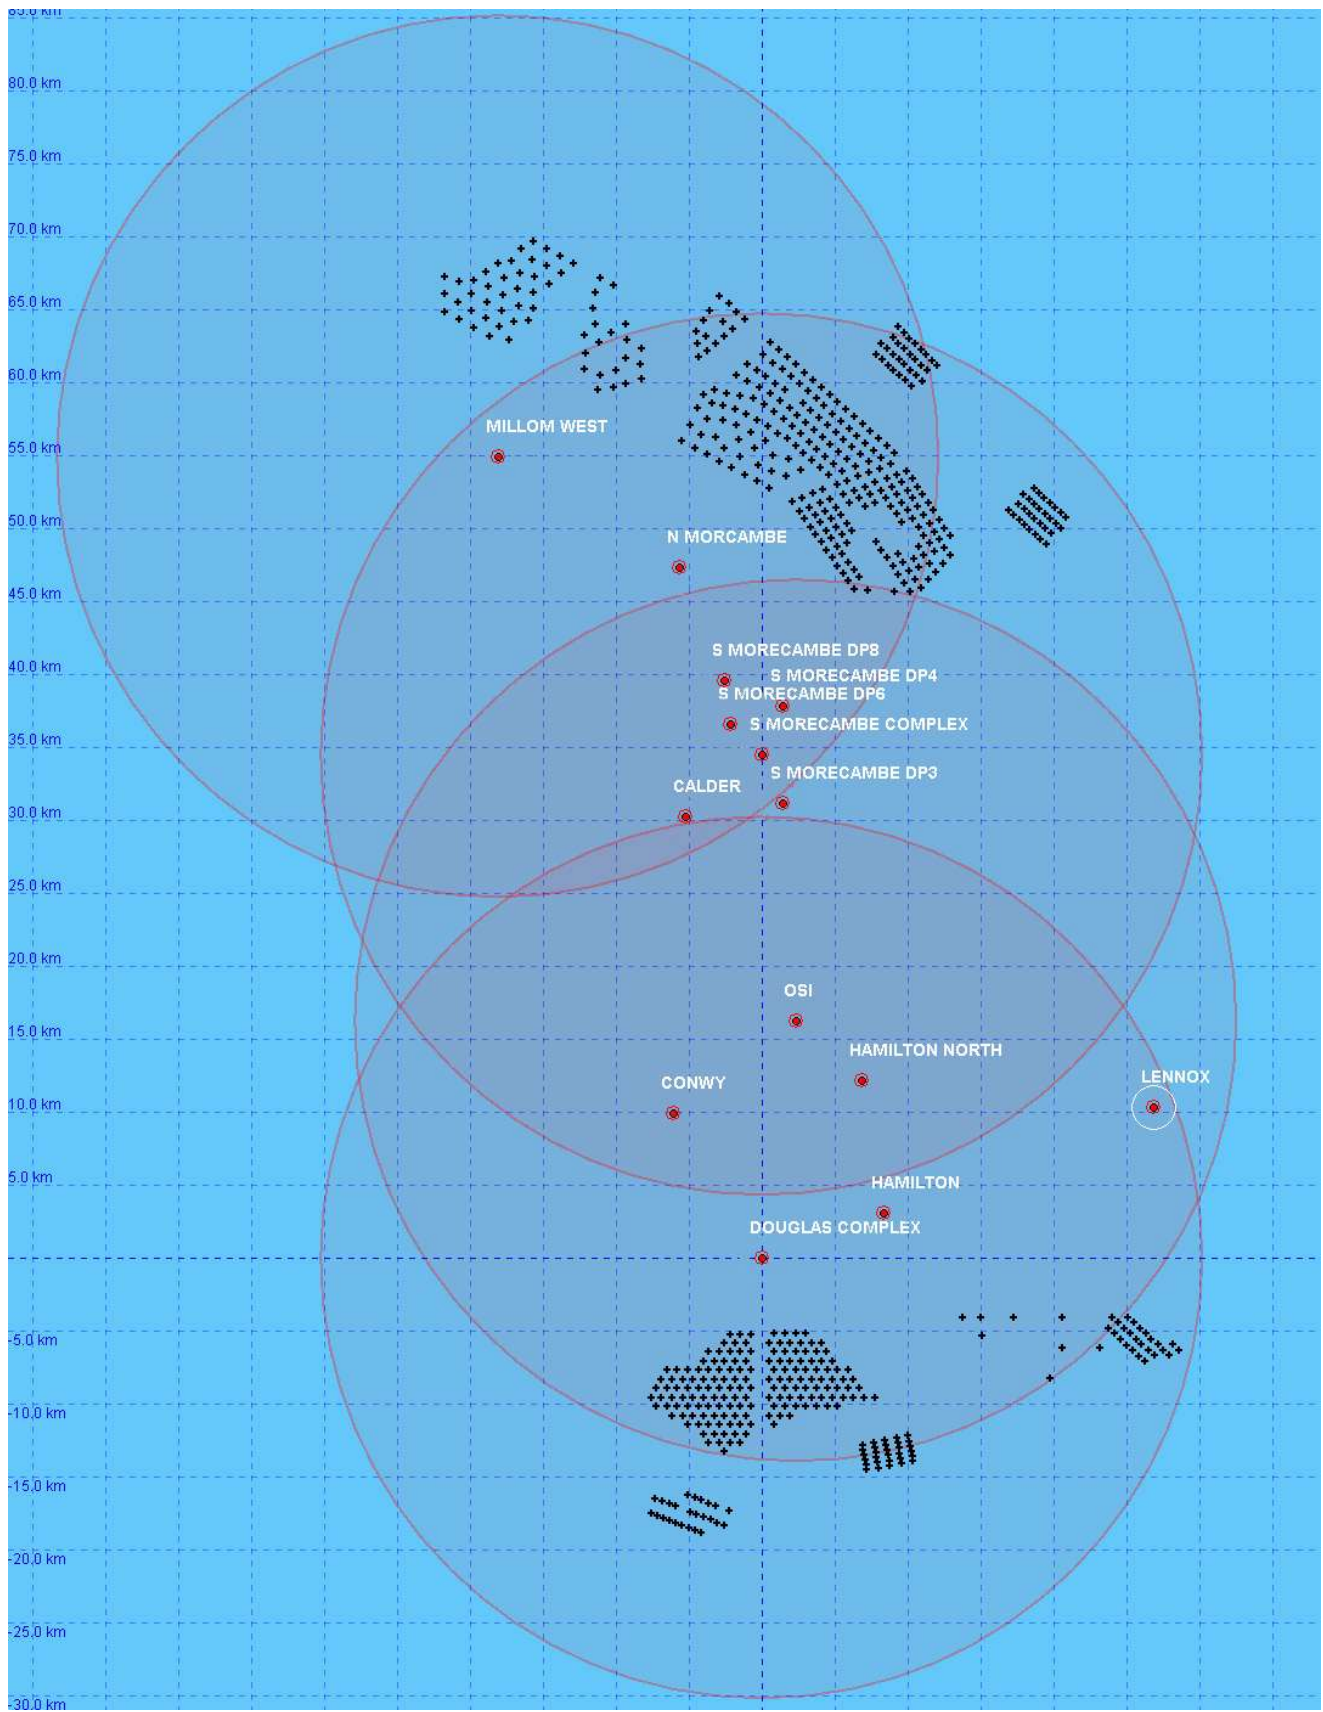 85.0 km
80.0 km
75.0 km
70.0 km
65.0 km
60.0 km
MILLOM WEST
55.0 km
N MORCAMBE
50.0 km
45.0 km
S MORECAMBE DP8
40.0 km
S MORECAMBE DP4
S MORECAMBE DP6
S MORECAMBE COMPLEX
35.0 km
S MORECAMBE DP3
CALDER
30.0 km
25.0 km
20.0 km
OSI
15.0 km
HAMILTON NORTH
LENNOX
CONWY
10.0 km
5.0 km
HAMILTON
DOUGLAS COMPLEX
-5.0 km
-10.0 km
-15.0 km
-20.0 km
-25.0 km
-30.0 km